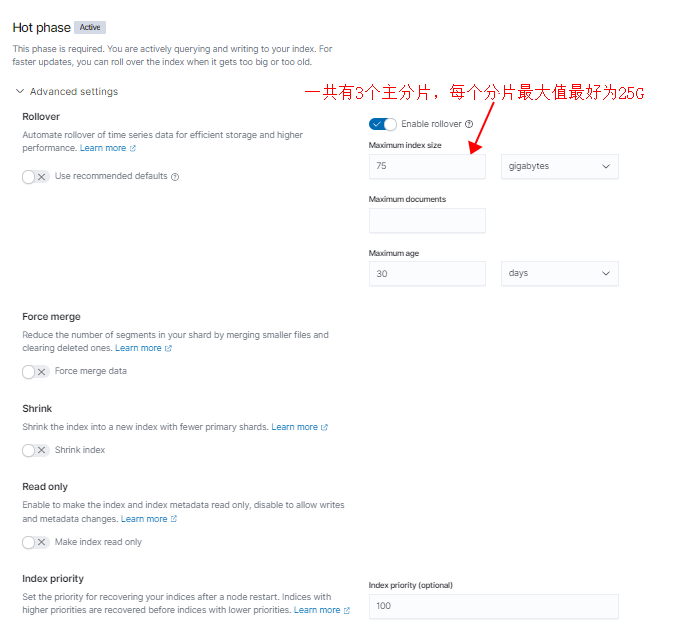 Hot phase Active
This phase is required. You are actively querying and writing to your index. For
faster updates, you can roll over the index when it gets too big or too old.
Advanced settings
一共有3个主分片，每个分片最大值最好为25G
Rollover
Automate rollover of time series data for efficient storage and higher
performance. Learn more
Use recommended defaults
Enable rollover
Maximum index size
75 gigabytes
Maximum documents
Maximum age
30 days
Force merge
Reduce the number of segments in your shard by merging smaller files and
clearing deleted ones. Learn more
Force merge data
Shrink
Shrink the index into a new index with fewer primary shards. Learn more
Shrink index
Read only
Enable to make the index and index metadata read only, disable to allow writes
and metadata changes. Learn more
Make index read only
Index priority
Set the priority for recovering your indices after a node restart. Indices with
higher priorities are recovered before indices with lower priorities. Learn more
Index priority (optional)
100